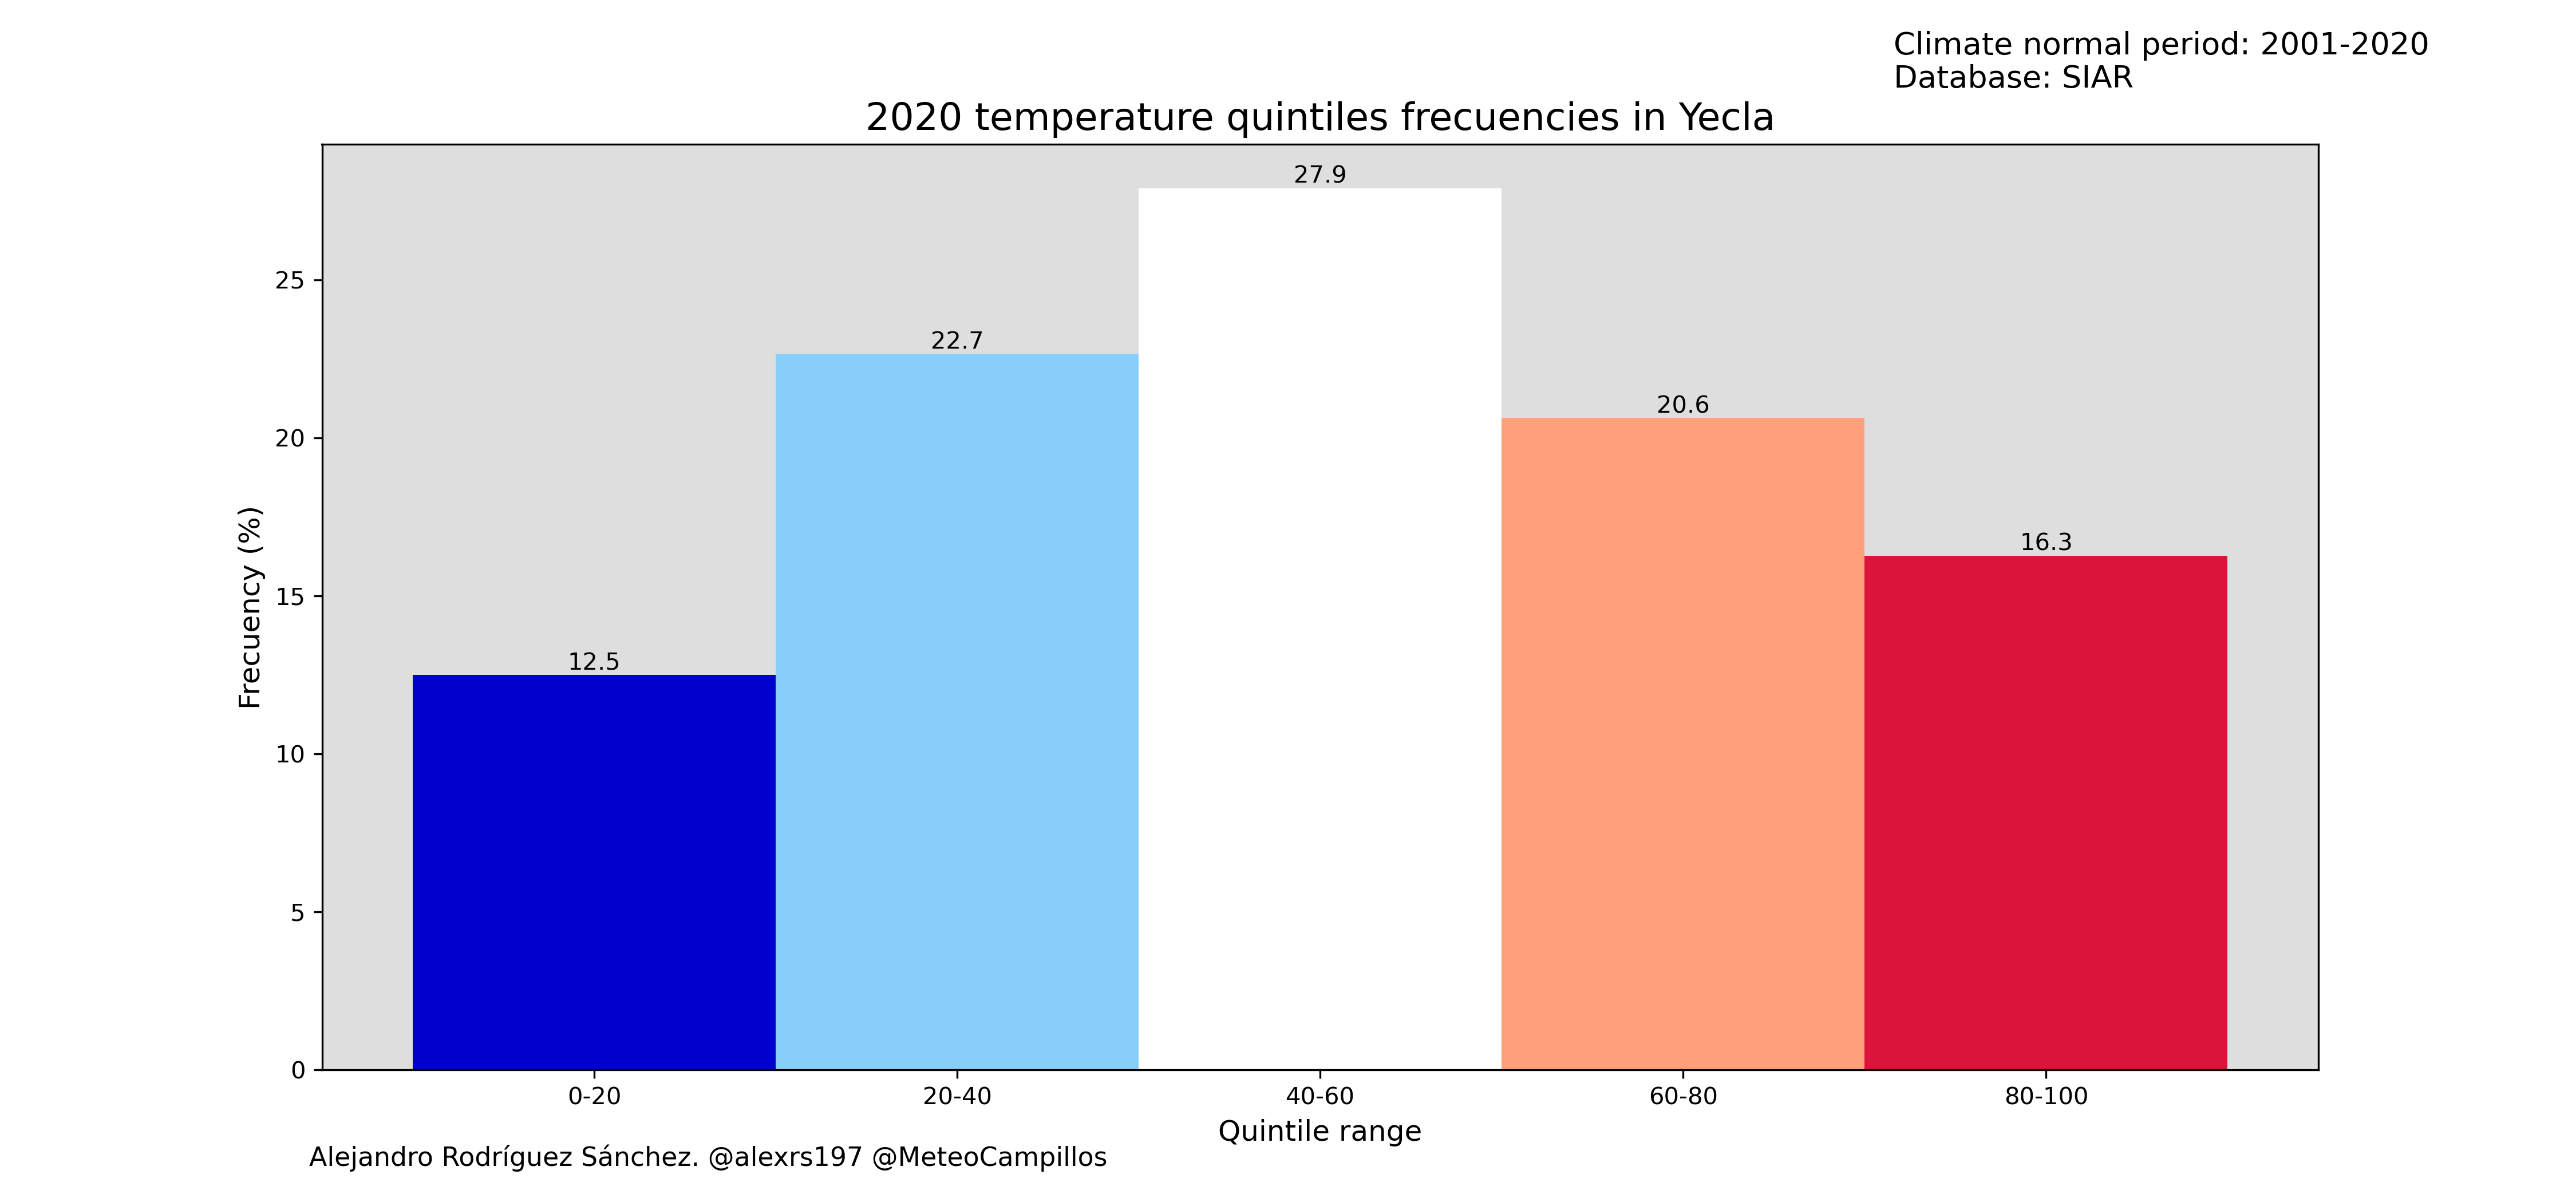 Climate normal period: 2001-2020
Database: SIAR
2020 temperature quintiles frecuencies in Yecla
27.9
25
22.7
20.6
20
16.3
Frecuency (%)
15
12.5
10
5
0
0-20 20-40 40-60 60-80 80-100
Quintile range
Alejandro Rodríguez Sánchez. @alexrs197 @MeteoCampillos